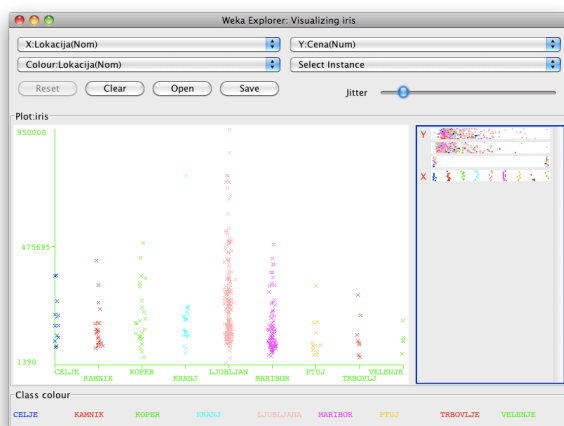 Weka Explorer: Visualizing iris
X:Lokacija(Nom) Y:Cena(Num)
Colour:Lokacija(Nom) Select Instance
Reset Clear Open Save Jitter
Plot:iris
950000
475695
1390
Y
X
CELJE KOPER LJUBLJAN PTUJ VELENJE
KAMNIK KRANJ MARIBOR TRBOVLJ
Class colour
CELJE KAMNIK KOPER KRANJ LJUBLJANA MARIBOR PTUJ TRBOVLJE VELENJE